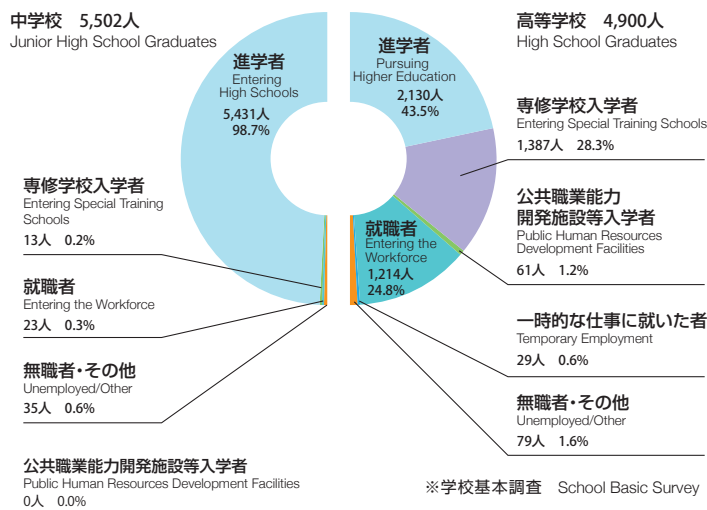 中学校　5,502人
Junior High School Graduates
進学者
Entering
High Schools
5,431人
98.7%
専修学校入学者
Entering Special Training
Schools
13人　0.2%
就職者
Entering the Workforce
23人　0.3%
無職者・その他
Unemployed/Other
35人　0.6%
公共職業能力開発施設等入学者
Public Human Resources Development Facilities
0人　0.0%
高等学校　4,900人
High School Graduates
進学者
Pursuing
Higher Education
2,130人
43.5%
専修学校入学者
Entering Special Training Schools
1,387人　28.3%
公共職業能力
開発施設等入学者
Public Human Resources
Development Facilities
61人　1.2%
就職者
Entering the
Workforce
1,214人
24.8%
一時的な仕事に就いた者
Temporary Employment
29人　0.6%
無職者・その他
Unemployed/Other
79人　1.6%
※学校基本調査　School Basic Survey